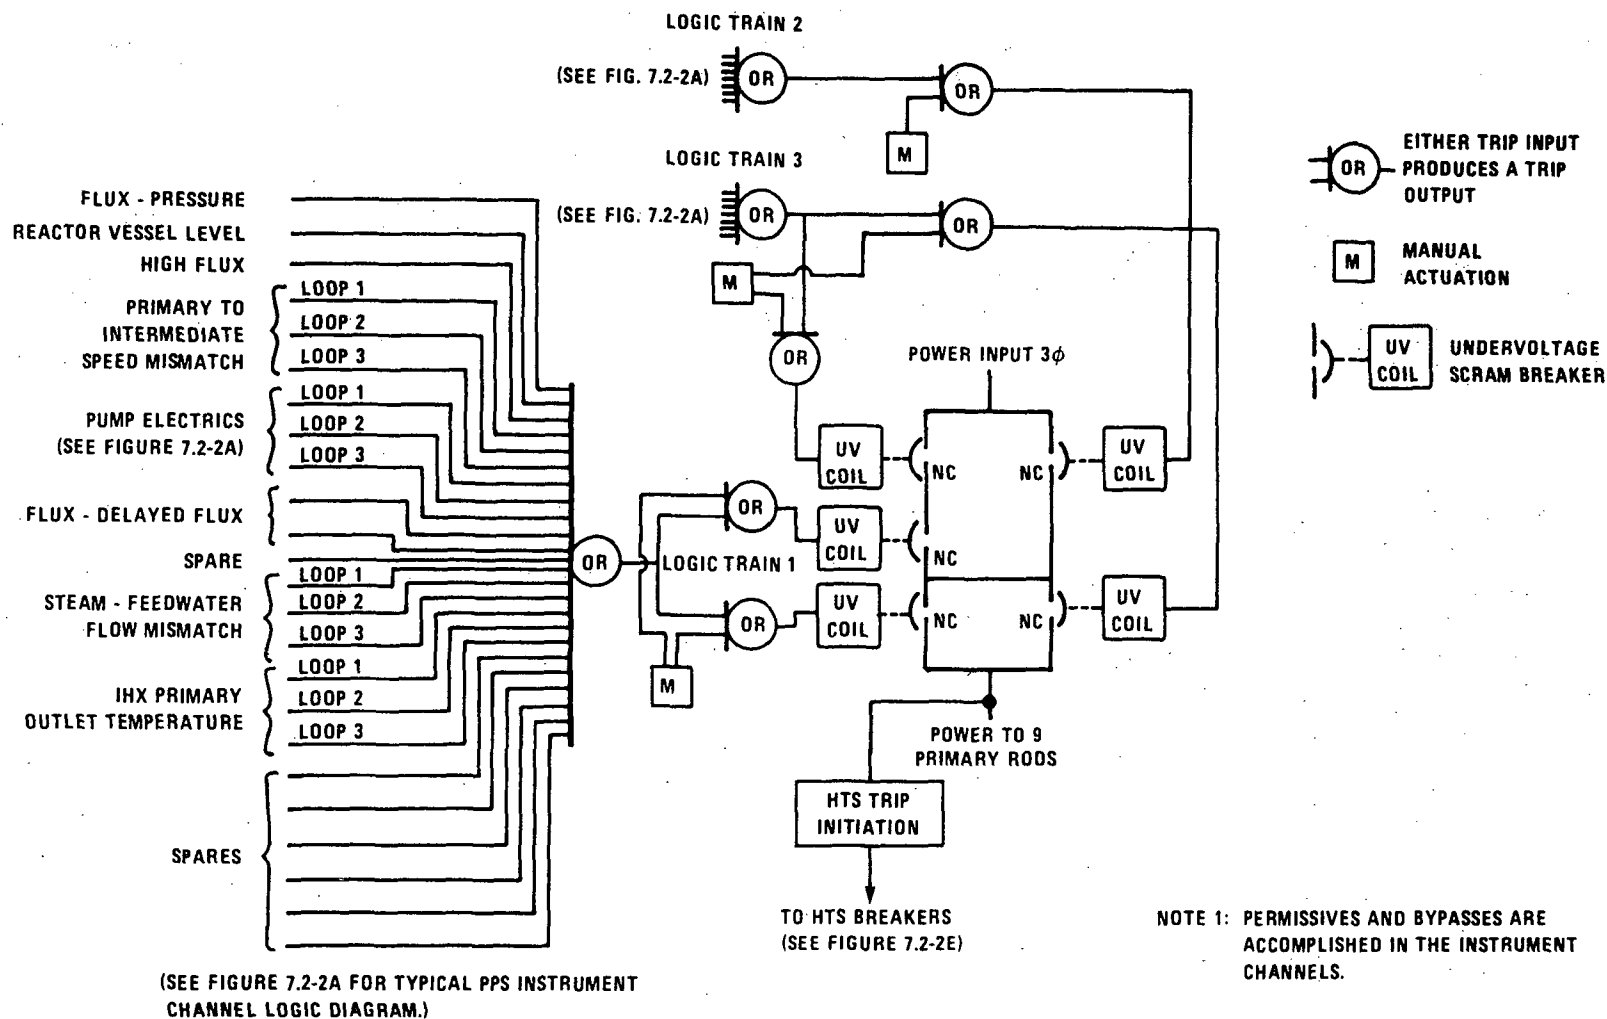 LOGIC TRAIN 2
(SEE FIG. 7.2-2A)
OR
OR
M
LOGIC TRAIN 3
(SEE FIG. 7.2-2A)
OR
OR
M
OR
OR
EITHER TRIP INPUT
PRODUCES A TRIP
OUTPUT
M
MANUAL
ACTUATION
UV
COIL
UNDERVOLTAGE
SCRAM BREAKER
FLUX - PRESSURE
REACTOR VESSEL LEVEL
HIGH FLUX
PRIMARY TO
INTERMEDIATE
SPEED MISMATCH
LOOP 1
LOOP 2
LOOP 3
PUMP ELECTRICS
(SEE FIGURE 7.2-2A)
LOOP 1
LOOP 2
LOOP 3
FLUX - DELAYED FLUX
SPARE
STEAM - FEEDWATER
FLOW MISMATCH
LOOP 1
LOOP 2
LOOP 3
IHX PRIMARY
OUTLET TEMPERATURE
LOOP 1
LOOP 2
LOOP 3
SPARES
OR
LOGIC TRAIN 1
OR
OR
M
POWER INPUT 3ϕ
UV
COIL
NC
NC
UV
COIL
UV
COIL
NC
UV
COIL
NC
NC
UV
COIL
POWER TO 9
PRIMARY RODS
HTS TRIP
INITIATION
TO HTS BREAKERS
(SEE FIGURE 7.2-2E)
NOTE 1: PERMISSIVES AND BYPASSES ARE
ACCOMPLISHED IN THE INSTRUMENT
CHANNELS.
(SEE FIGURE 7.2-2A FOR TYPICAL PPS INSTRUMENT
CHANNEL LOGIC DIAGRAM.)